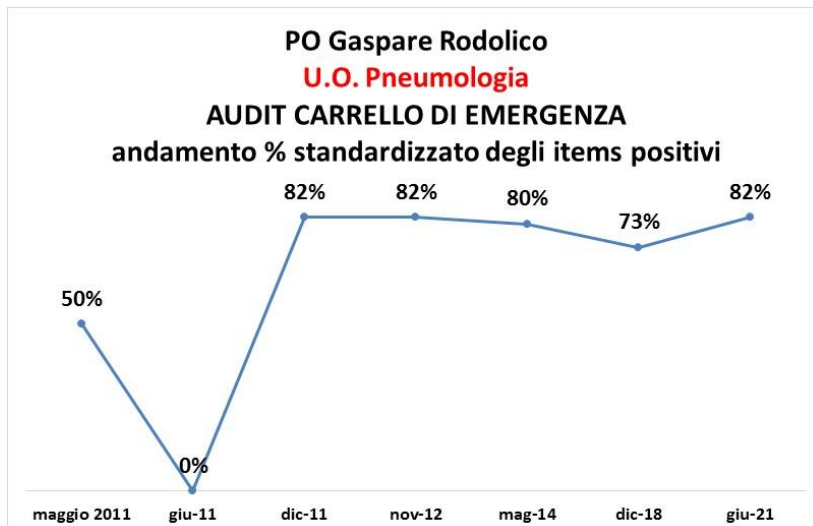 PO Gaspare Rodolico
U.O. Pneumologia
AUDIT CARRELLO DI EMERGENZA
andamento % standardizzato degli items positivi
82% 82% 80% 73% 82%
50%
0%
maggio 2011 giu-11 dic-11 nov-12 mag-14 dic-18 giu-21